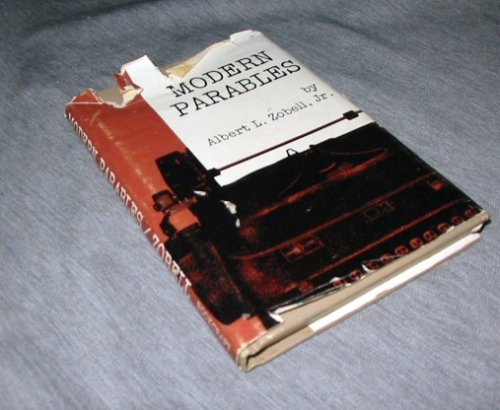 MODERN
PARABLES
by
Albert L. Zobell, Jr.
MODERN PARABLES / ZOBELL